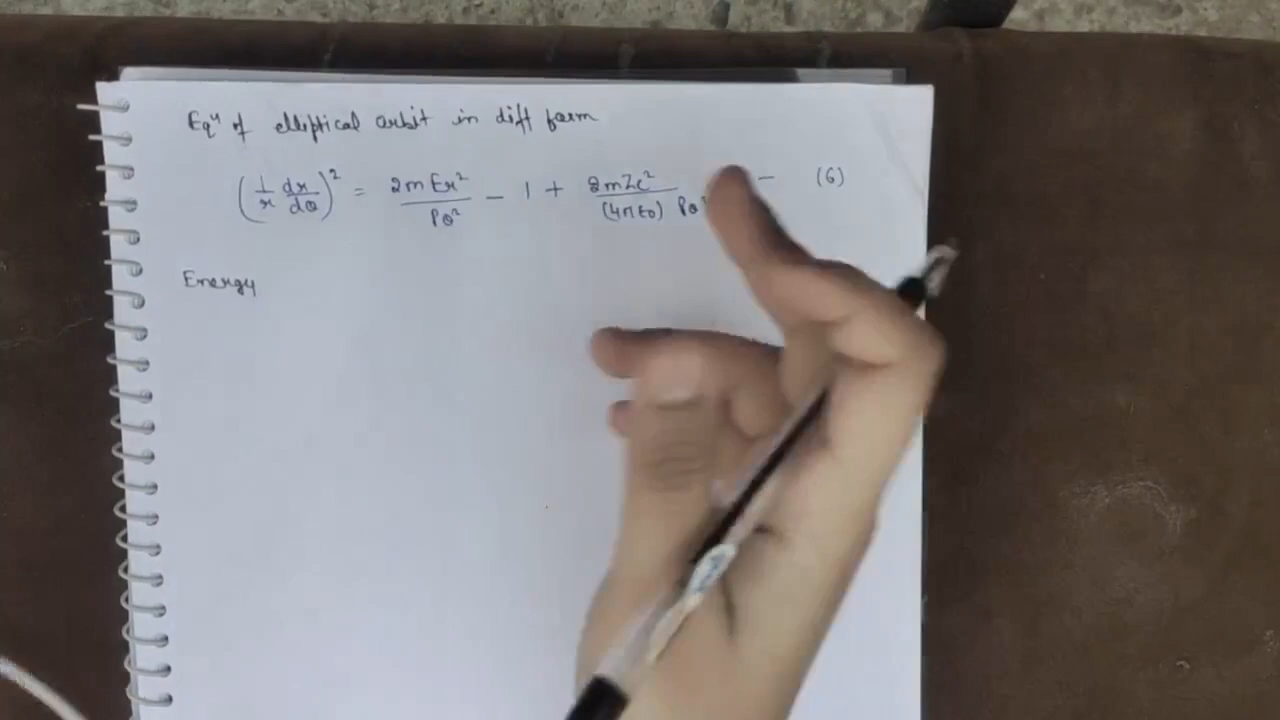 Eqⁿ of elliptical orbit in diff form
(1/r dr/dθ)² = 2mEr²/Pθ² - 1 + 2mZe²/(4πε₀) Pθ² - (6)
Energy